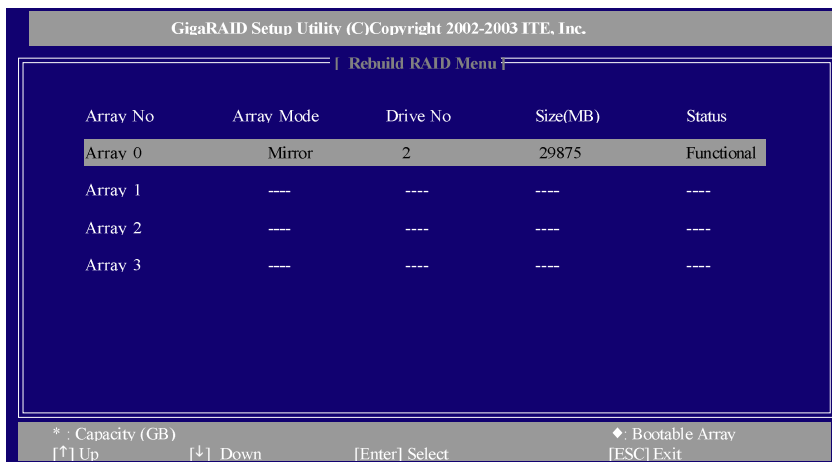 GigaRAID Setup Utility (C)Copyright 2002-2003 ITE, Inc.
[ Rebuild RAID Menu ]
Array No Array Mode Drive No Size(MB) Status
Array 0 Mirror 2 29875 Functional
Array 1 ---- ---- ---- ----
Array 2 ---- ---- ---- ----
Array 3 ---- ---- ---- ----
* : Capacity (GB) ◆: Bootable Array
[↑] Up [↓] Down [Enter] Select [ESC] Exit